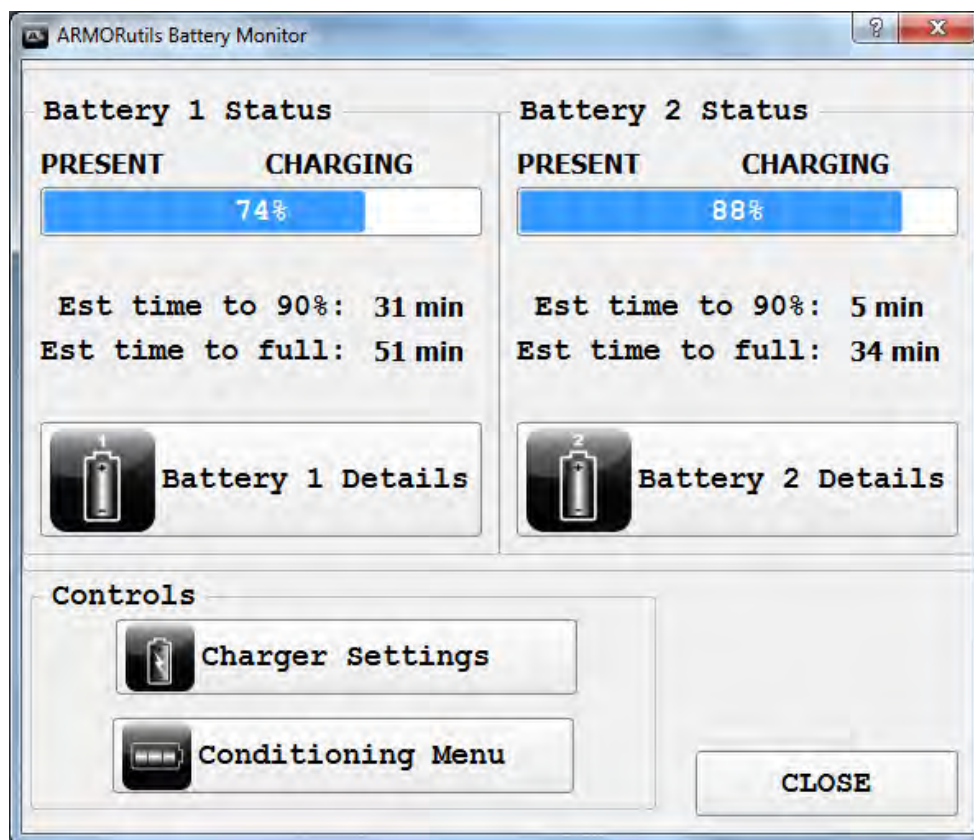 ARMORutils Battery Monitor
Battery 1 Status
PRESENT CHARGING
74%
Est time to 90%: 31 min
Est time to full: 51 min
1
Battery 1 Details
Battery 2 Status
PRESENT CHARGING
88%
Est time to 90%: 5 min
Est time to full: 34 min
2
Battery 2 Details
Controls
Charger Settings
Conditioning Menu
CLOSE